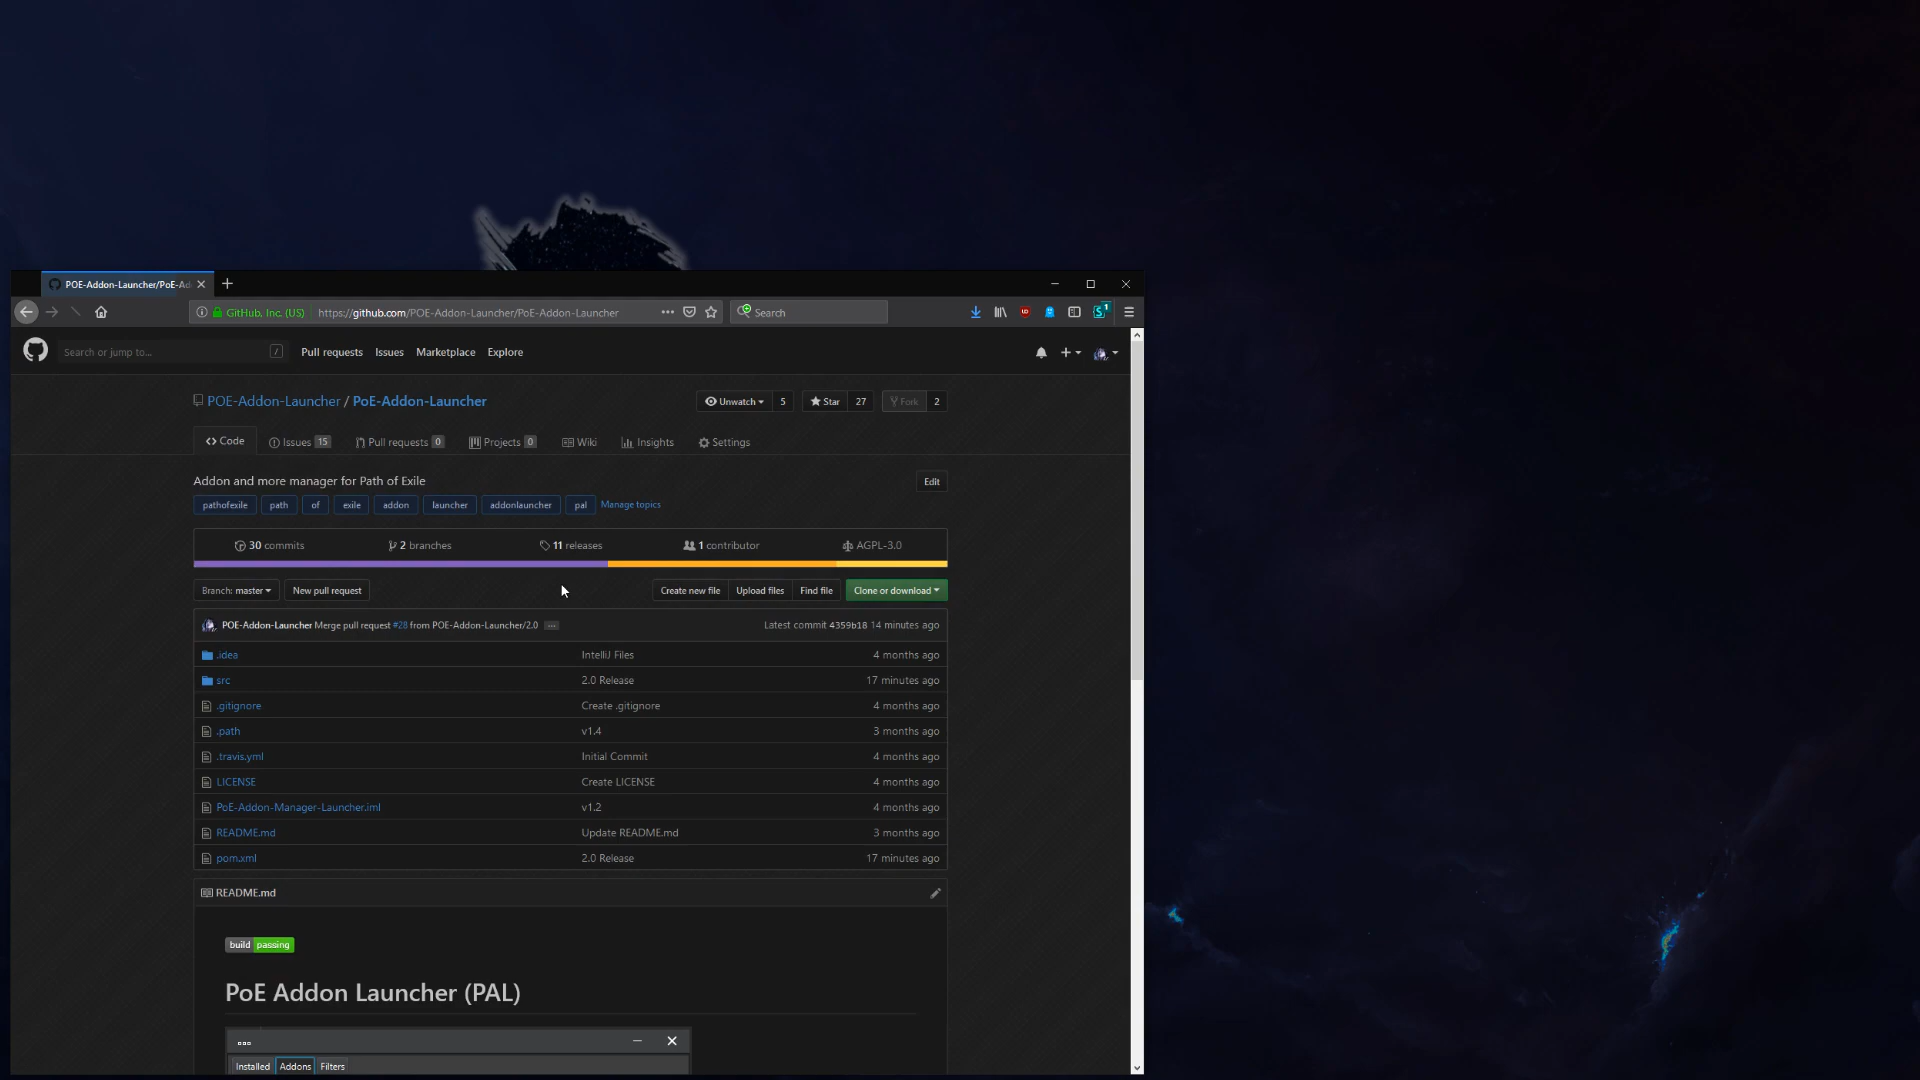 POE-Addon-Launcher/PoE-Ad
GitHub, Inc. (US) https://github.com/POE-Addon-Launcher/PoE-Addon-Launcher Search
Search or jump to... / Pull requests Issues Marketplace Explore
POE-Addon-Launcher / PoE-Addon-Launcher Unwatch 5 Star 27 Fork 2
Code Issues 15 Pull requests 0 Projects 0 Wiki Insights Settings
Addon and more manager for Path of Exile Edit
pathofexile path of exile addon launcher addonlauncher pal Manage topics
30 commits 2 branches 11 releases 1 contributor AGPL-3.0
Branch: master New pull request Create new file Upload files Find file Clone or download
POE-Addon-Launcher Merge pull request #28 from POE-Addon-Launcher/2.0 ... Latest commit 4359b18 14 minutes ago
.idea IntelliJ Files 4 months ago
src 2.0 Release 17 minutes ago
.gitignore Create .gitignore 4 months ago
.path v1.4 3 months ago
.travis.yml Initial Commit 4 months ago
LICENSE Create LICENSE 4 months ago
PoE-Addon-Manager-Launcher.iml v1.2 4 months ago
README.md Update README.md 3 months ago
pom.xml 2.0 Release 17 minutes ago
README.md
build passing
PoE Addon Launcher (PAL)
...
Installed Addons Filters